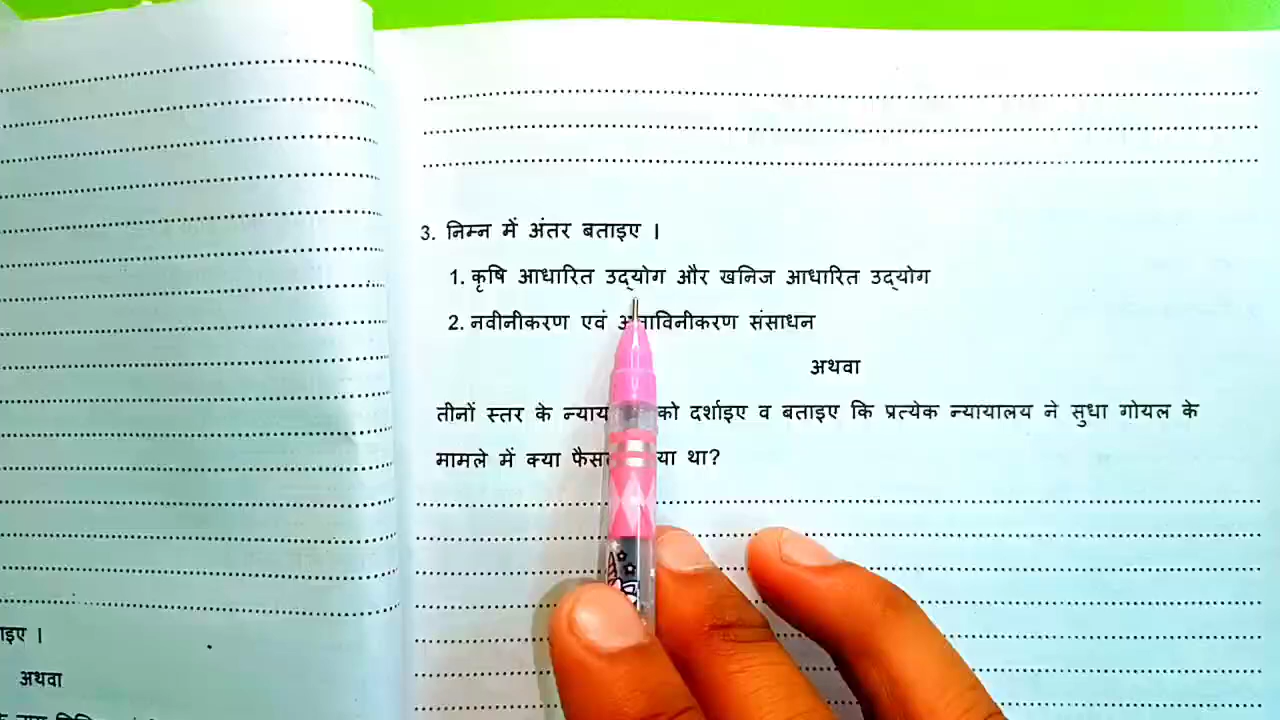 3. निम्न में अंतर बताइए ।
1. कृषि आधारित उद्योग और खनिज आधारित उद्योग
2. नवीनीकरण एवं संसाधन
अथवा
तीनों स्तर के को दर्शाइए व बताइए कि प्रत्येक न्यायालय ने सुधा गोयल के
मामले में क्या था?
अथवा